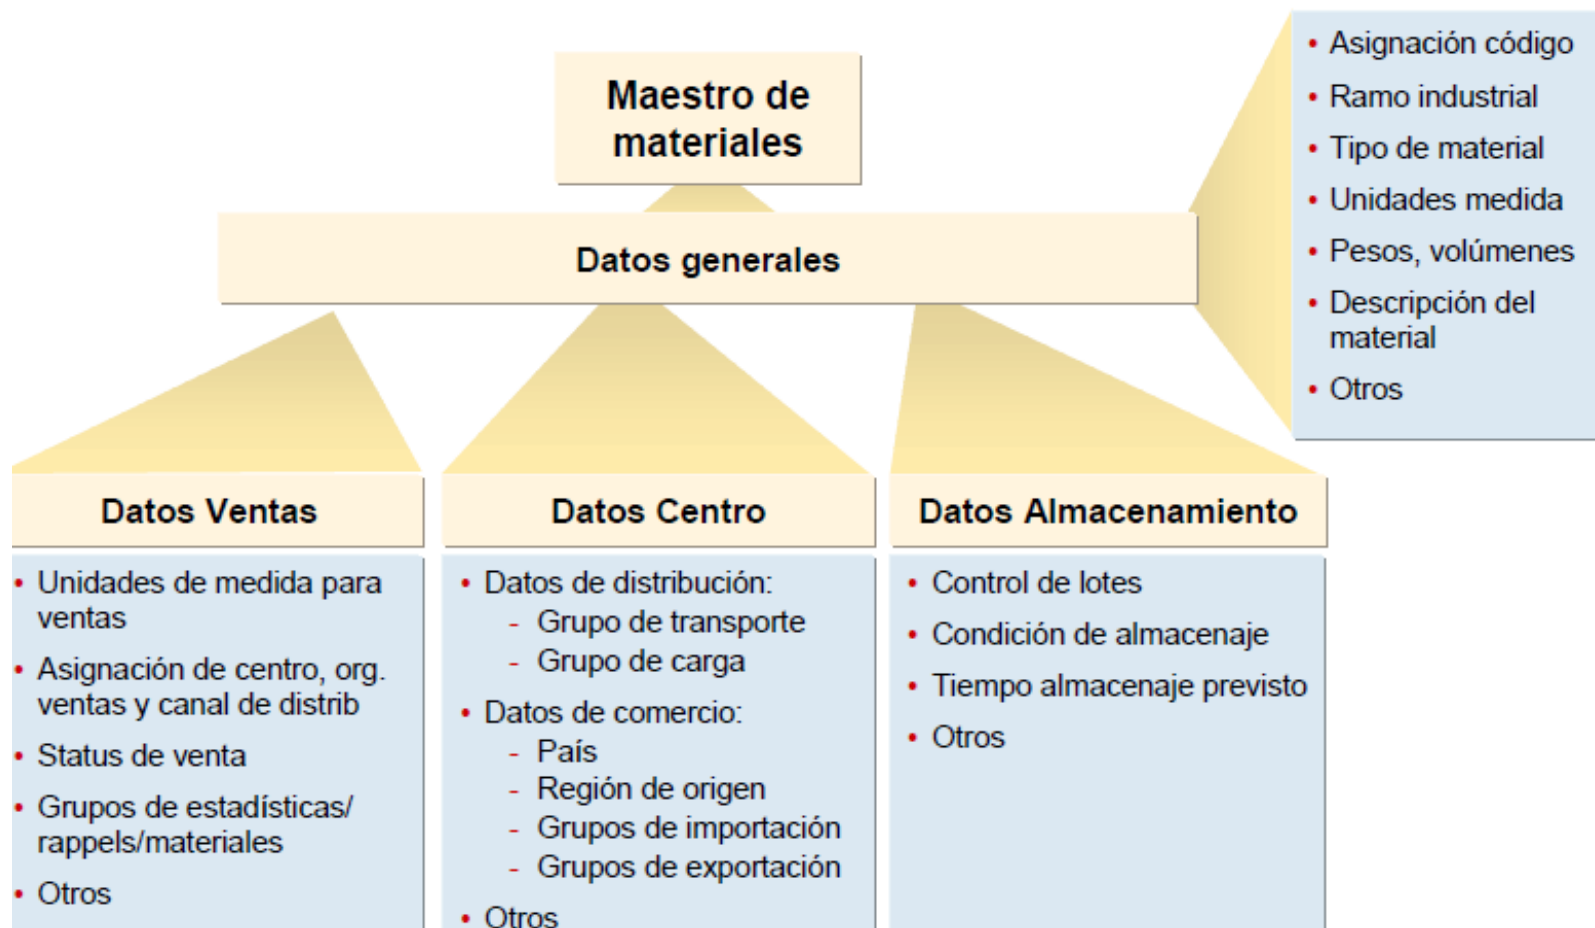 Maestro de
materiales
Datos generales
• Asignación código
• Ramo industrial
• Tipo de material
• Unidades medida
• Pesos, volúmenes
• Descripción del
material
• Otros
Datos Ventas
• Unidades de medida para
ventas
• Asignación de centro, org.
ventas y canal de distrib
• Status de venta
• Grupos de estadísticas/
rappels/materiales
• Otros
Datos Centro
• Datos de distribución:
- Grupo de transporte
- Grupo de carga
• Datos de comercio:
- País
- Región de origen
- Grupos de importación
- Grupos de exportación
• Otros
Datos Almacenamiento
• Control de lotes
• Condición de almacenaje
• Tiempo almacenaje previsto
• Otros